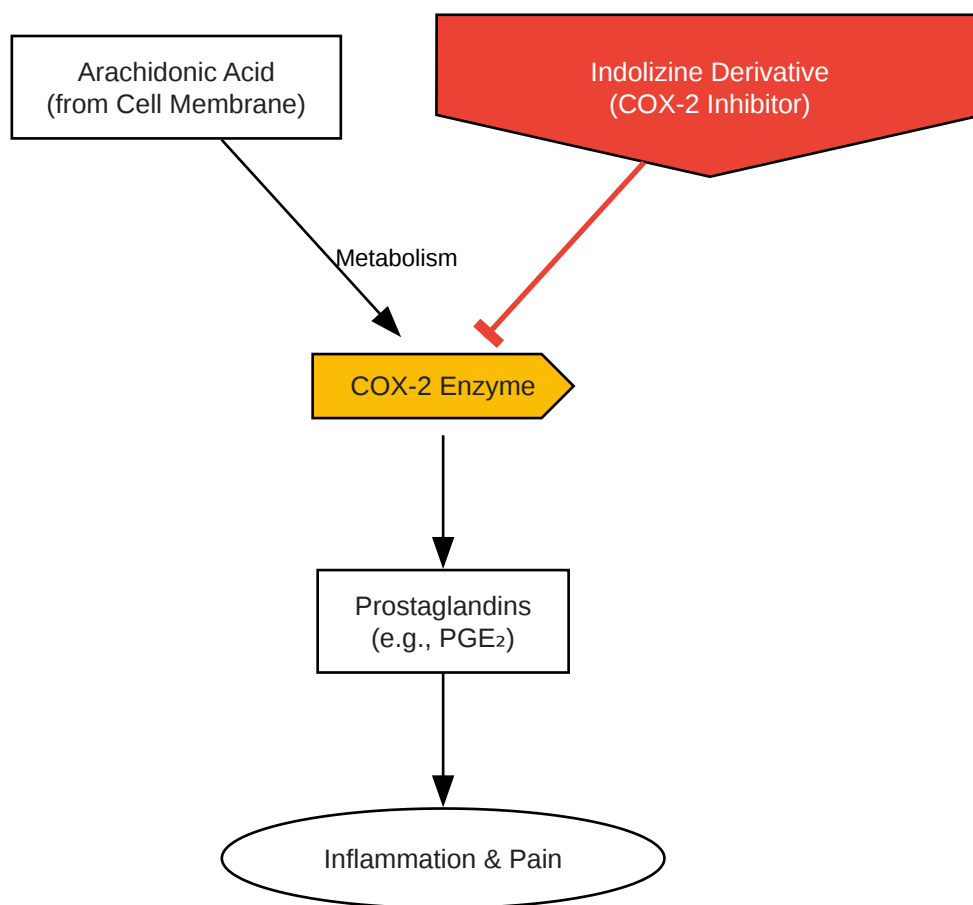 Arachidonic Acid
(from Cell Membrane)
Indolizine Derivative
(COX-2 Inhibitor)
Metabolism
COX-2 Enzyme
Prostaglandins
(e.g., PGE₂)
Inflammation & Pain